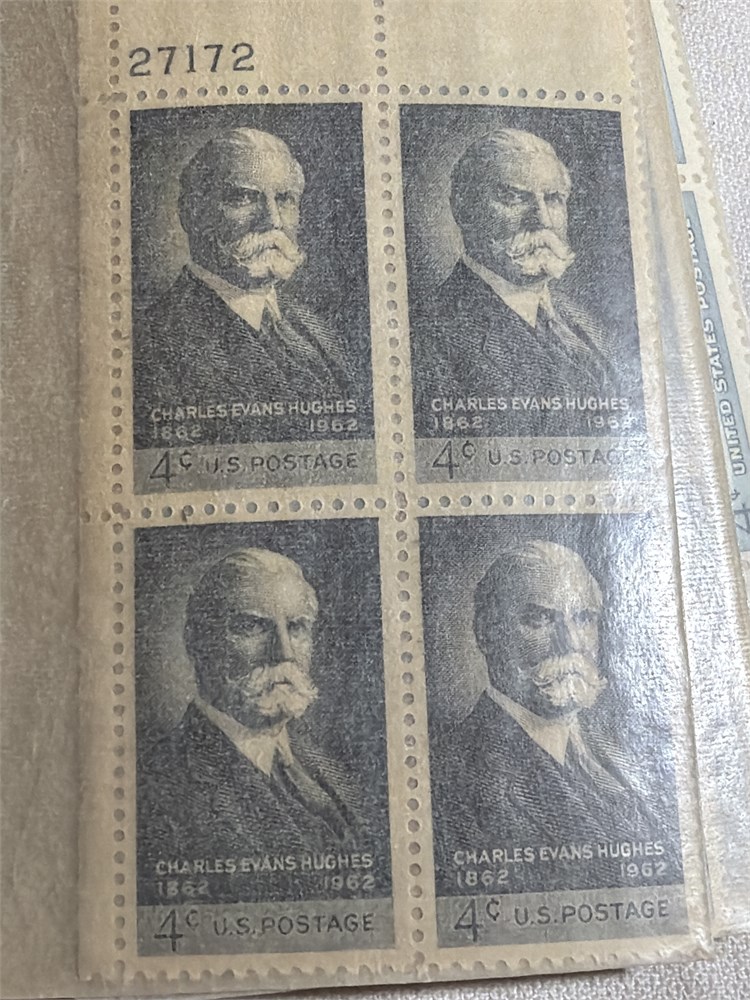 27172
CHARLES EVANS HUGHES
1862 1962
4¢ U.S. POSTAGE
CHARLES EVANS HUGHES
1862 1962
4¢ U.S. POSTAGE
CHARLES EVANS HUGHES
1862 1962
4¢ U.S. POSTAGE
CHARLES EVANS HUGHES
1862 1962
4¢ U.S. POSTAGE
4¢ UNITED STATES POSTAGE